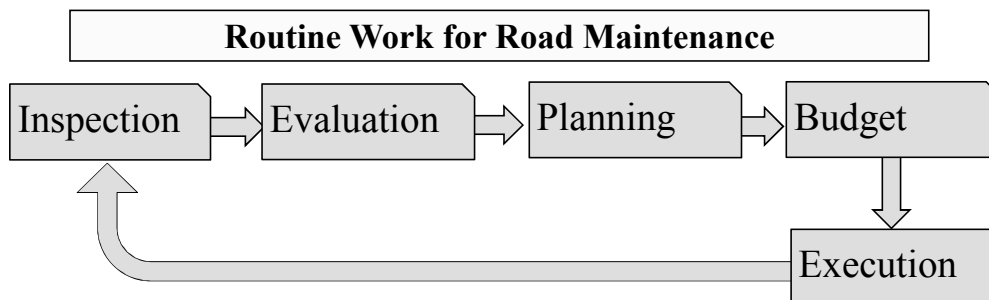 Routine Work for Road Maintenance
Inspection
Evaluation
Planning
Budget
Execution